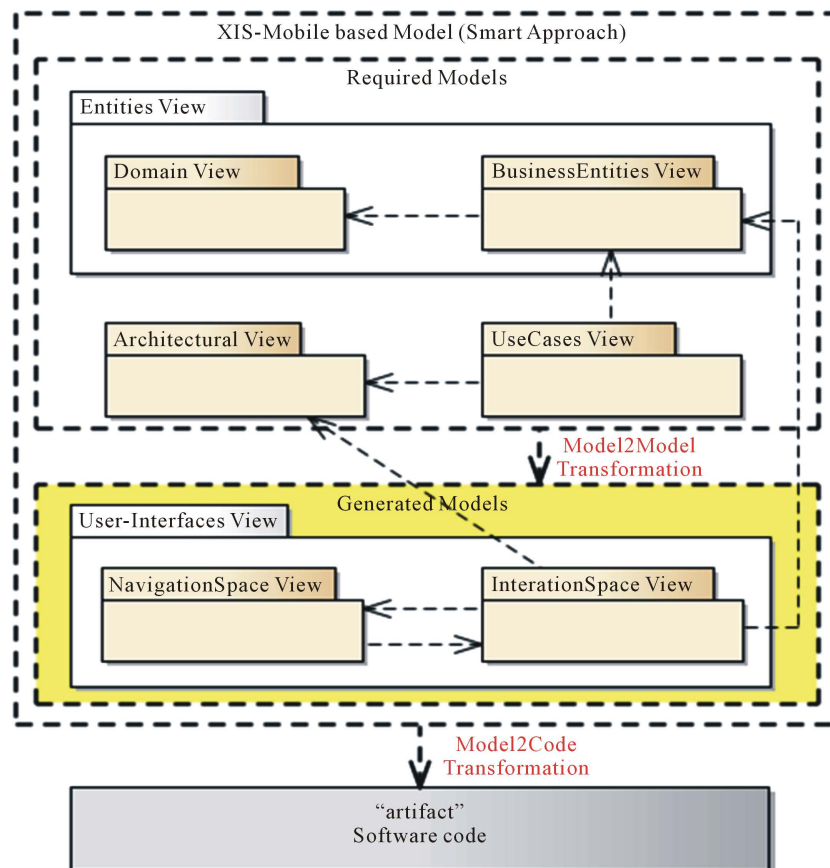 XIS-Mobile based Model (Smart Approach)
Required Models
Entities View
Domain View
BusinessEntities View
Architectural View
UseCases View
Model2Model
Transformation
Generated Models
User-Interfaces View
NavigationSpace View
InterationSpace View
Model2Code
Transformation
“artifact”
Software code